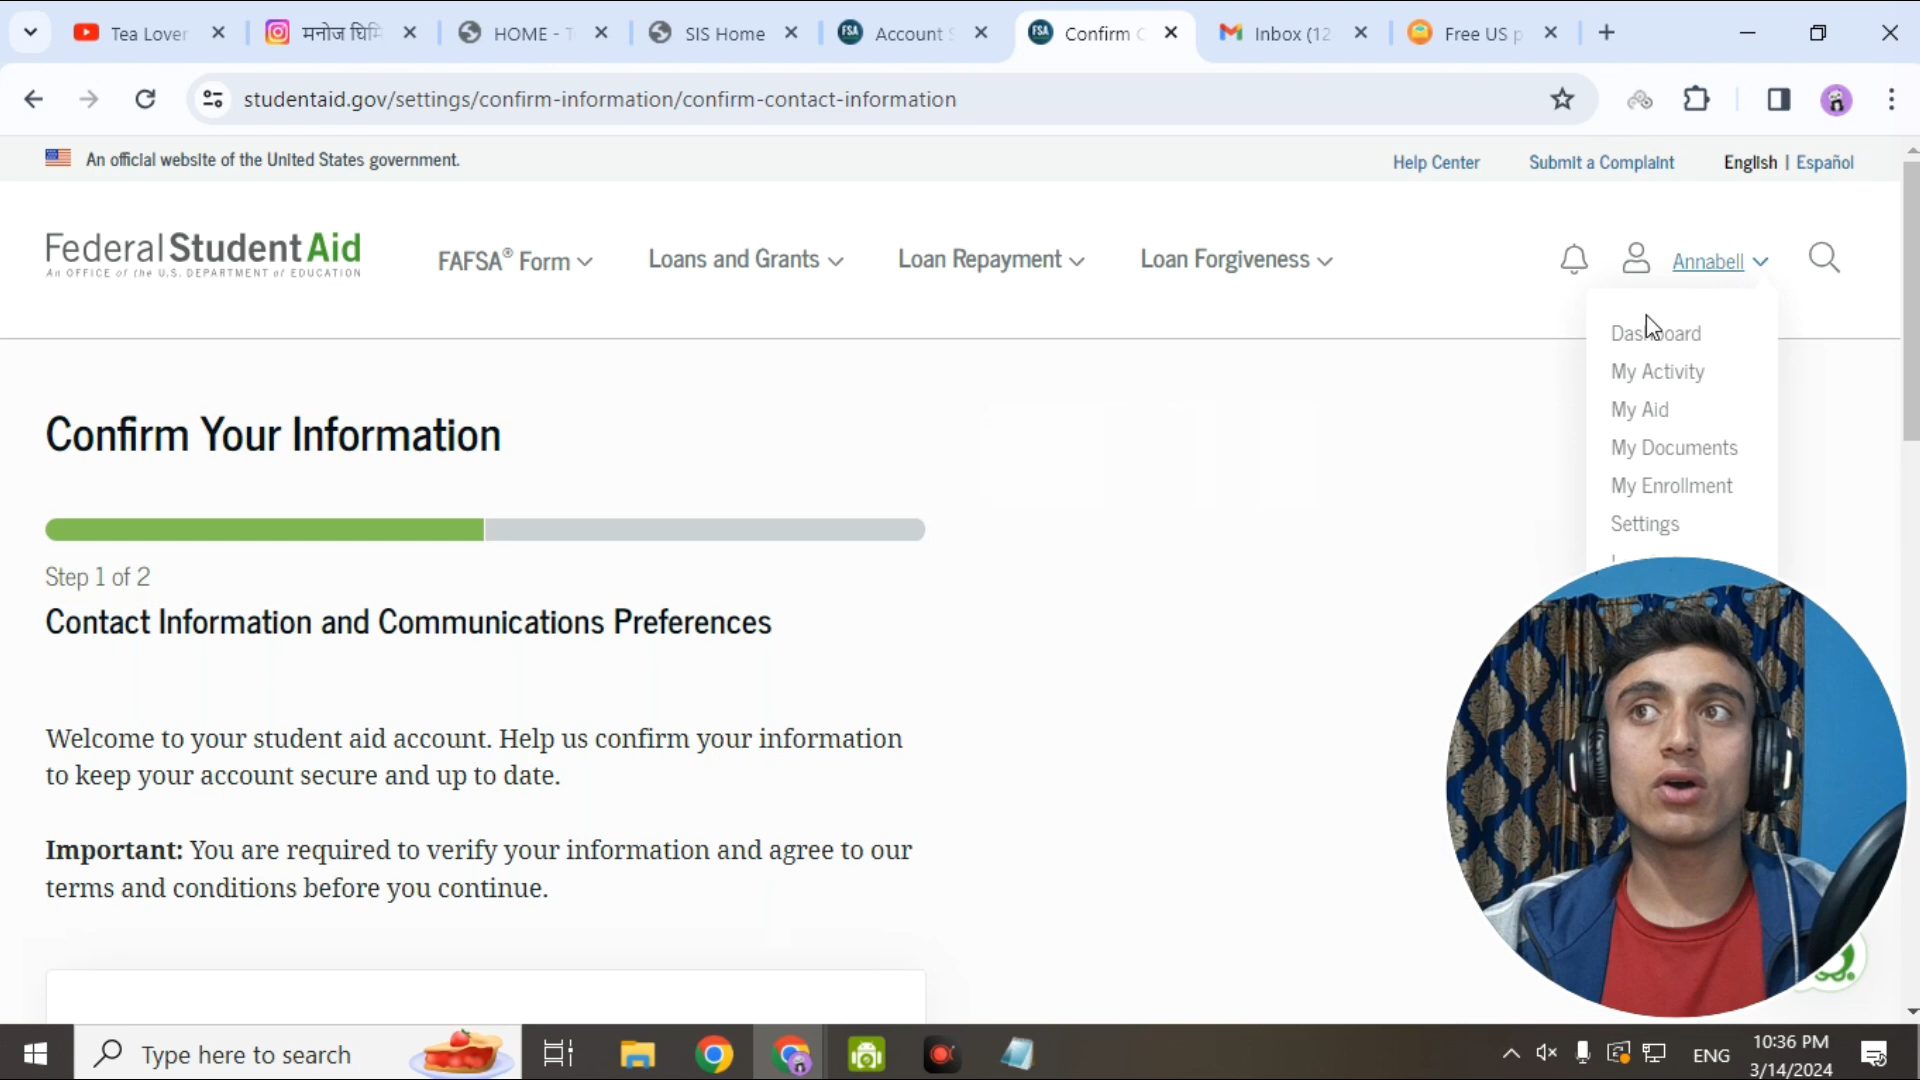 Tea Lover
मनोज घिमि
HOME - T
SIS Home
Account S
Confirm C
Inbox (12
Free US p
studentaid.gov/settings/confirm-information/confirm-contact-information
An official website of the United States government.
Help Center
Submit a Complaint
English | Español
Federal Student Aid
An OFFICE of the U.S. DEPARTMENT of EDUCATION
FAFSA® Form
Loans and Grants
Loan Repayment
Loan Forgiveness
Annabell
Dashboard
My Activity
My Aid
My Documents
My Enrollment
Settings
Confirm Your Information
Step 1 of 2
Contact Information and Communications Preferences
Welcome to your student aid account. Help us confirm your information
to keep your account secure and up to date.
Important: You are required to verify your information and agree to our
terms and conditions before you continue.
Type here to search
ENG
10:36 PM
3/14/2024